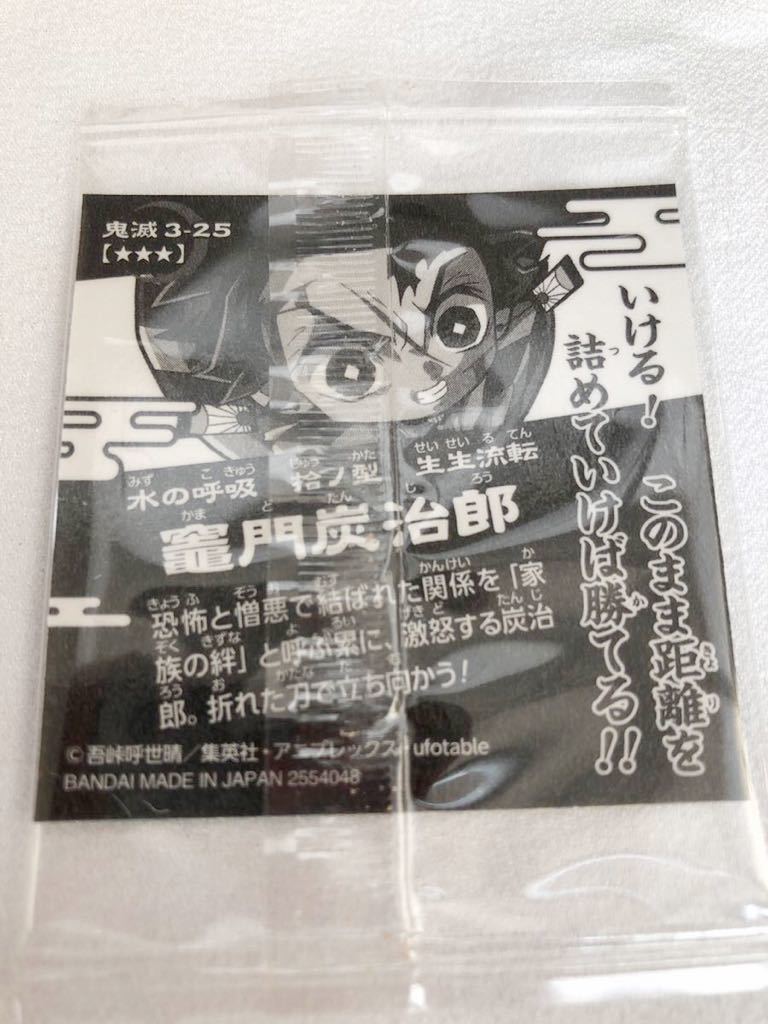 鬼滅 3-25
【★★★】
いける！ このまま距離を
詰めていけば勝てる!!
水の呼吸 拾ノ型 生生流転
竈門炭治郎
恐怖と憎悪で結ばれた関係を「家
族の絆」と呼ぶ累に、激怒する炭治
郎。折れた刀で立ち向かう！
©吾峠呼世晴／集英社・アニプレックス・ufotable
BANDAI MADE IN JAPAN 2554048